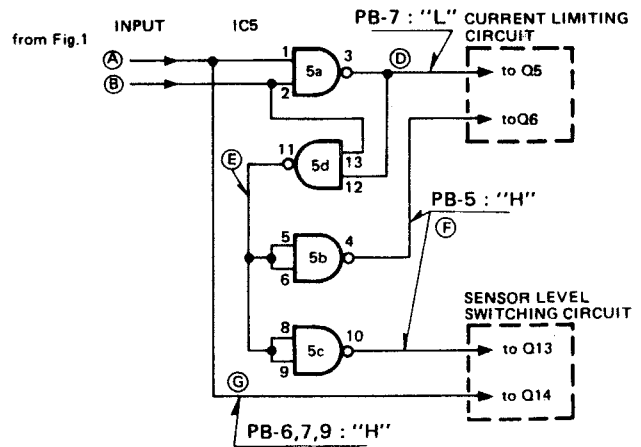 PB-7 : "L"
CURRENT LIMITING
CIRCUIT
from Fig.1
INPUT
IC5
A
B
1
2
5a
3
D
to Q5
toQ6
11
5d
13
12
E
PB-5 : "H"
F
5
6
5b
4
SENSOR LEVEL
SWITCHING CIRCUIT
8
9
5c
10
to Q13
G
to Q14
PB-6,7,9 : "H"